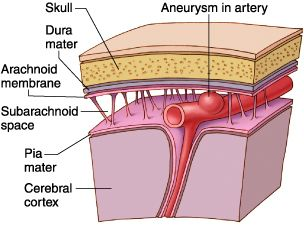 Skull
Aneurysm in artery
Dura
mater
Arachnoid
membrane
Subarachnoid
space
Pia
mater
Cerebral
cortex